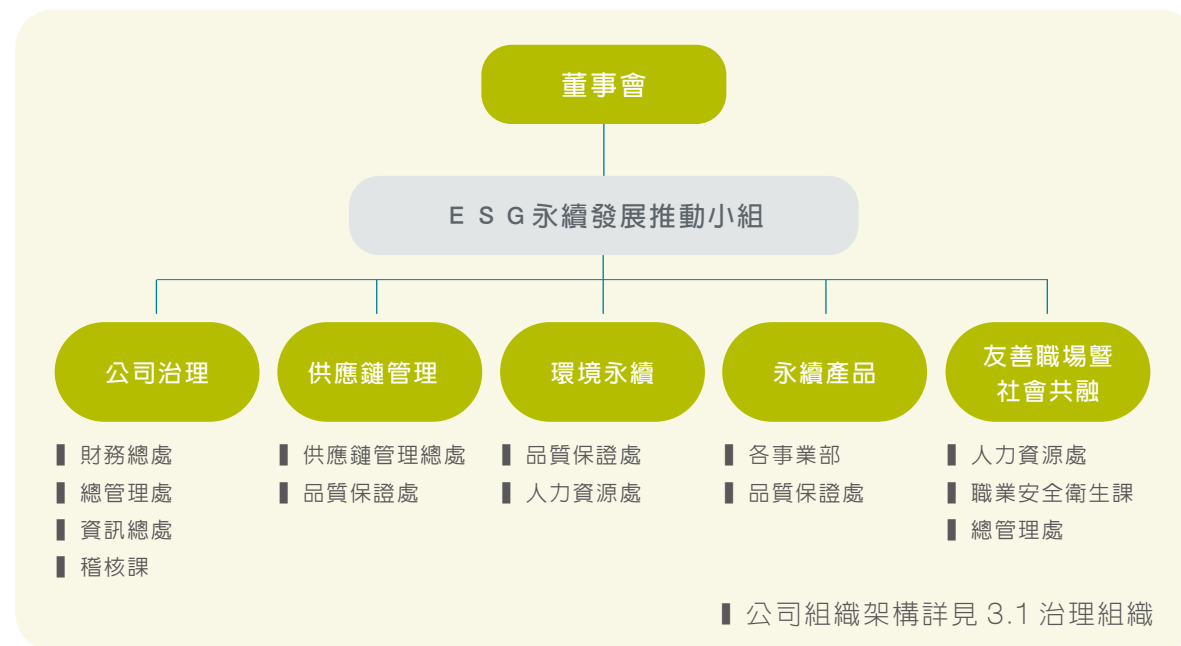 董事會
ESG永續發展推動小組
公司治理
供應鏈管理
環境永續
永續產品
友善職場暨
社會共融
財務總處
總管理處
資訊總處
稽核課
供應鏈管理總處
品質保證處
品質保證處
人力資源處
各事業部
品質保證處
人力資源處
職業安全衛生課
總管理處
公司組織架構詳見 3.1 治理組織